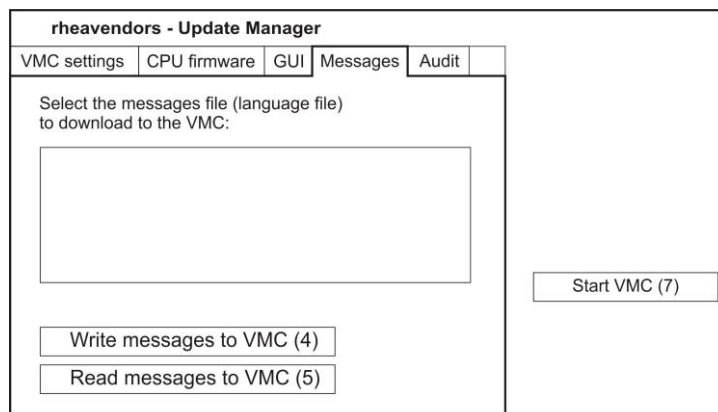 rheavendors - Update Manager
VMC settings CPU firmware GUI Messages Audit
Select the messages file (language file)
to download to the VMC:
Start VMC (7)
Write messages to VMC (4)
Read messages to VMC (5)